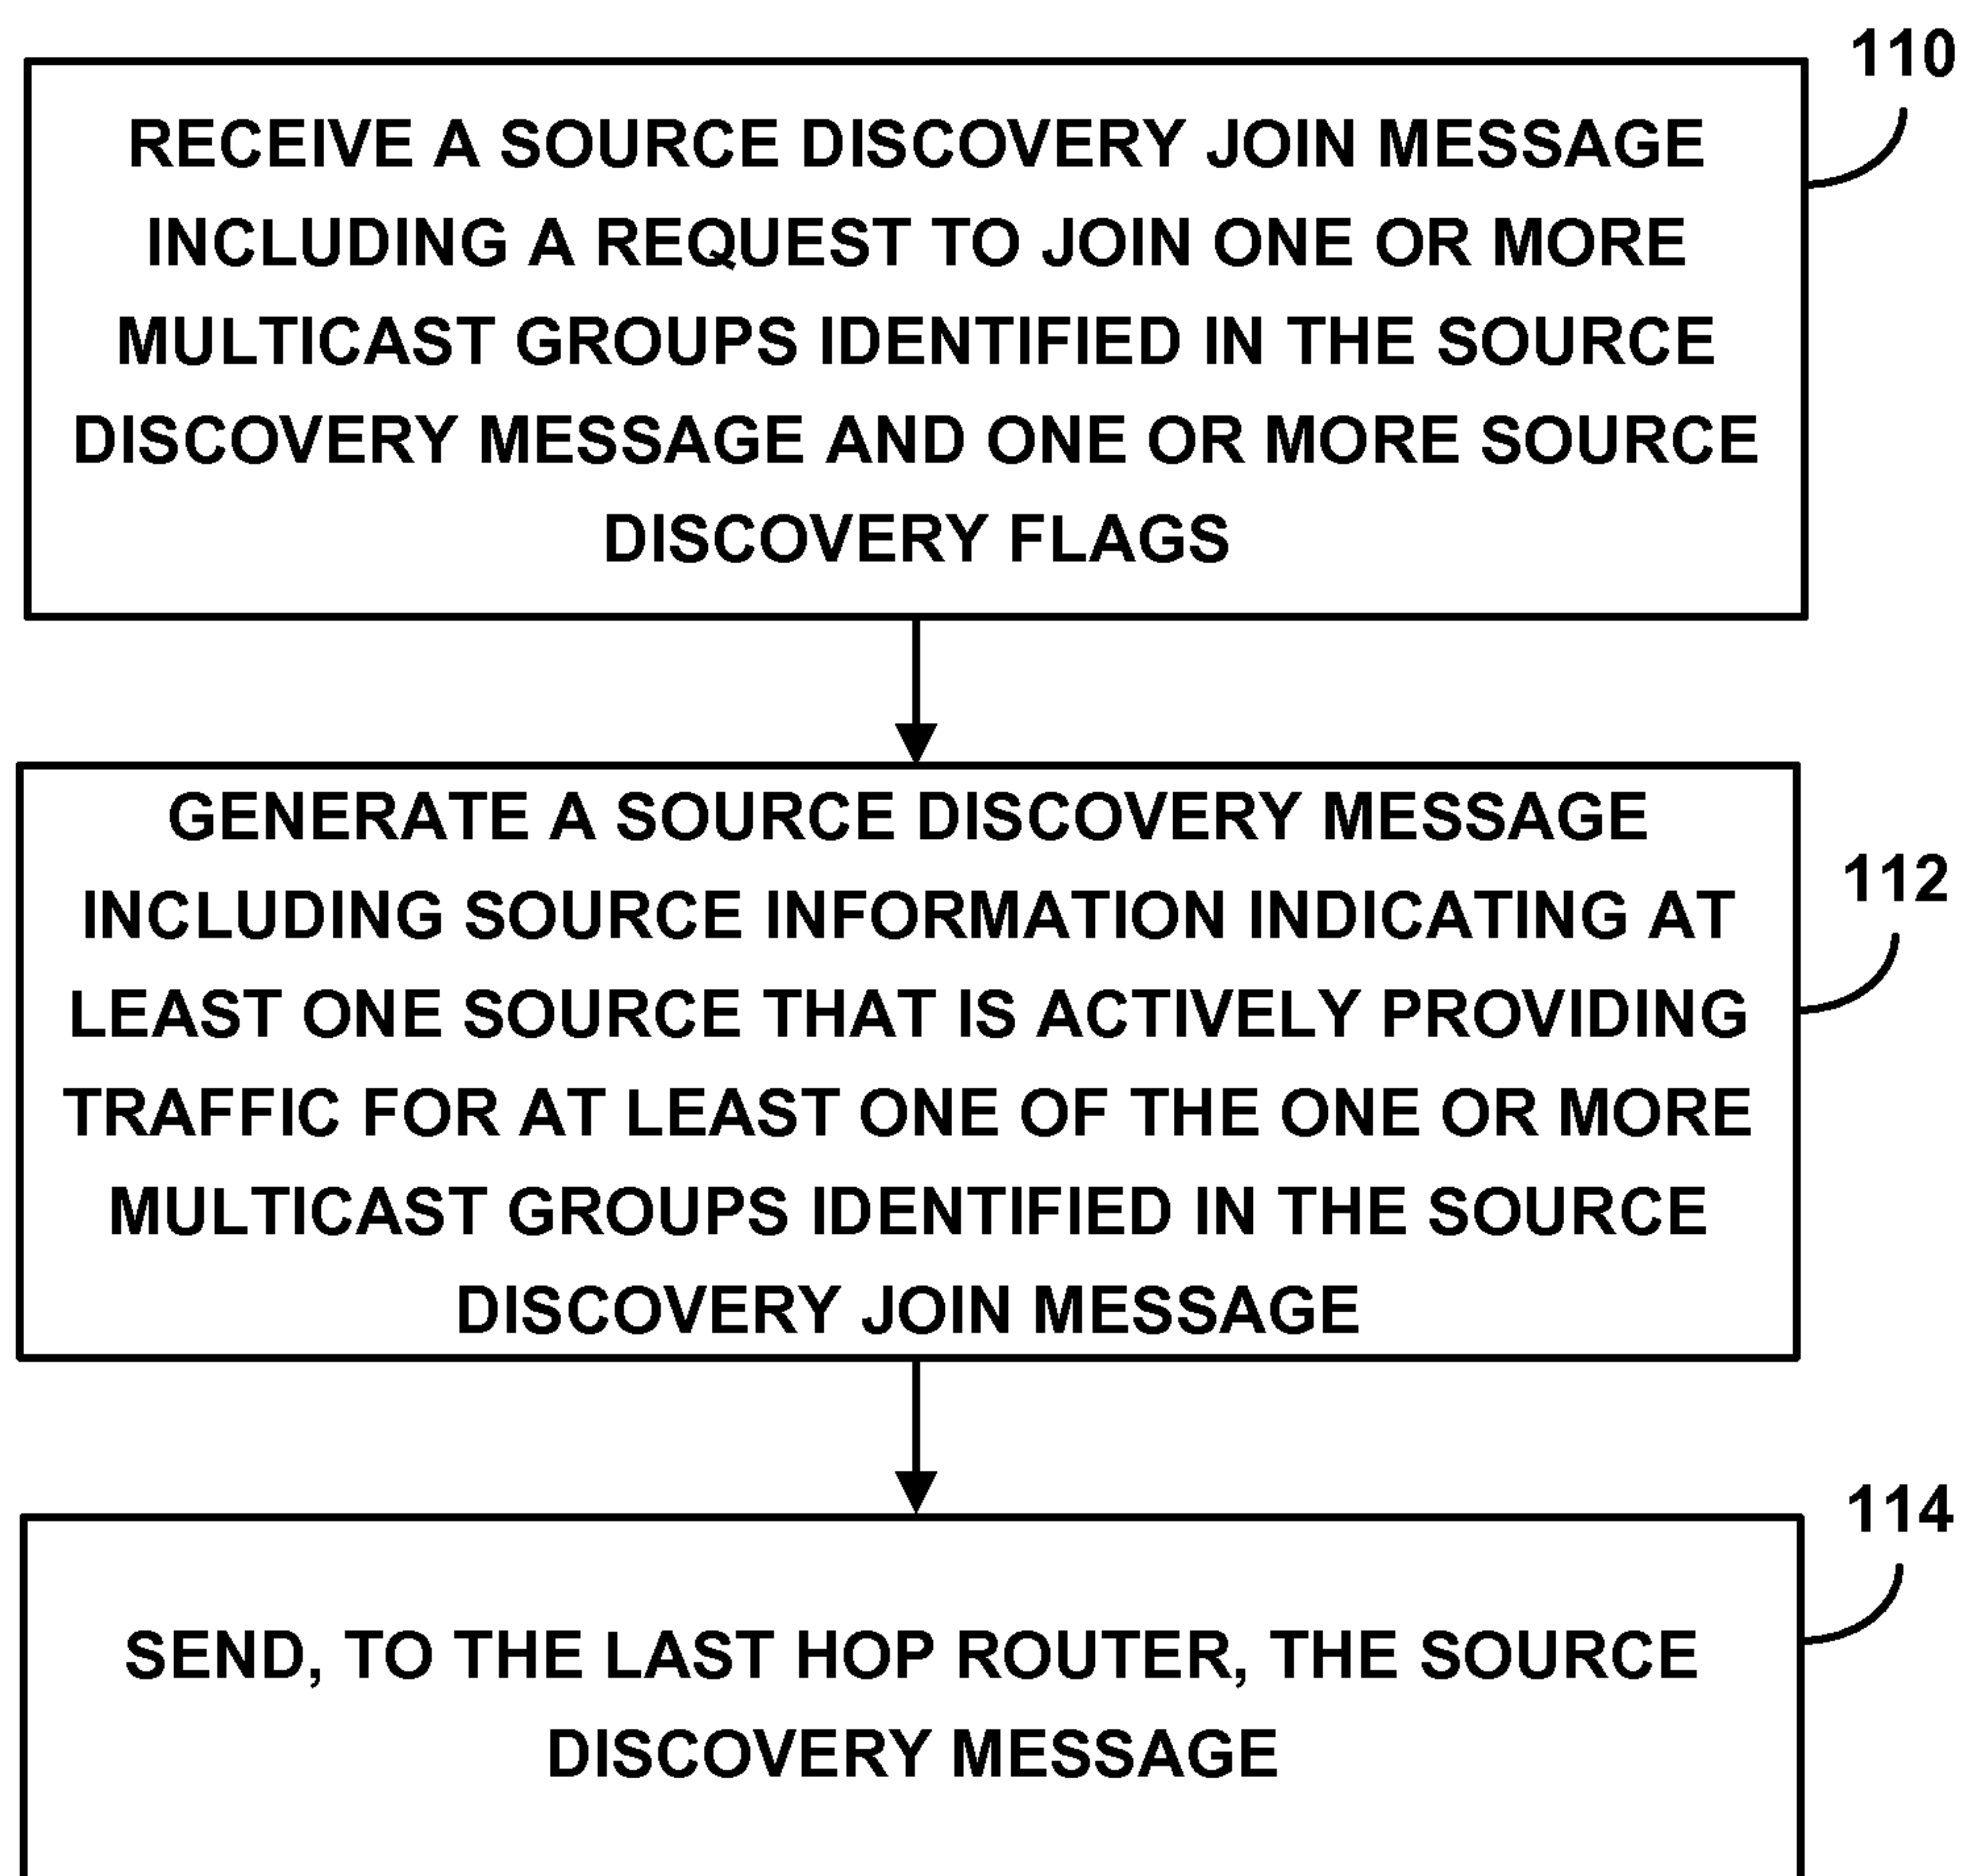 110
RECEIVE A SOURCE DISCOVERY JOIN MESSAGE
INCLUDING A REQUEST TO JOIN ONE OR MORE
MULTICAST GROUPS IDENTIFIED IN THE SOURCE
DISCOVERY MESSAGE AND ONE OR MORE SOURCE
DISCOVERY FLAGS
112
GENERATE A SOURCE DISCOVERY MESSAGE
INCLUDING SOURCE INFORMATION INDICATING AT
LEAST ONE SOURCE THAT IS ACTIVELY PROVIDING
TRAFFIC FOR AT LEAST ONE OF THE ONE OR MORE
MULTICAST GROUPS IDENTIFIED IN THE SOURCE
DISCOVERY JOIN MESSAGE
114
SEND, TO THE LAST HOP ROUTER, THE SOURCE
DISCOVERY MESSAGE